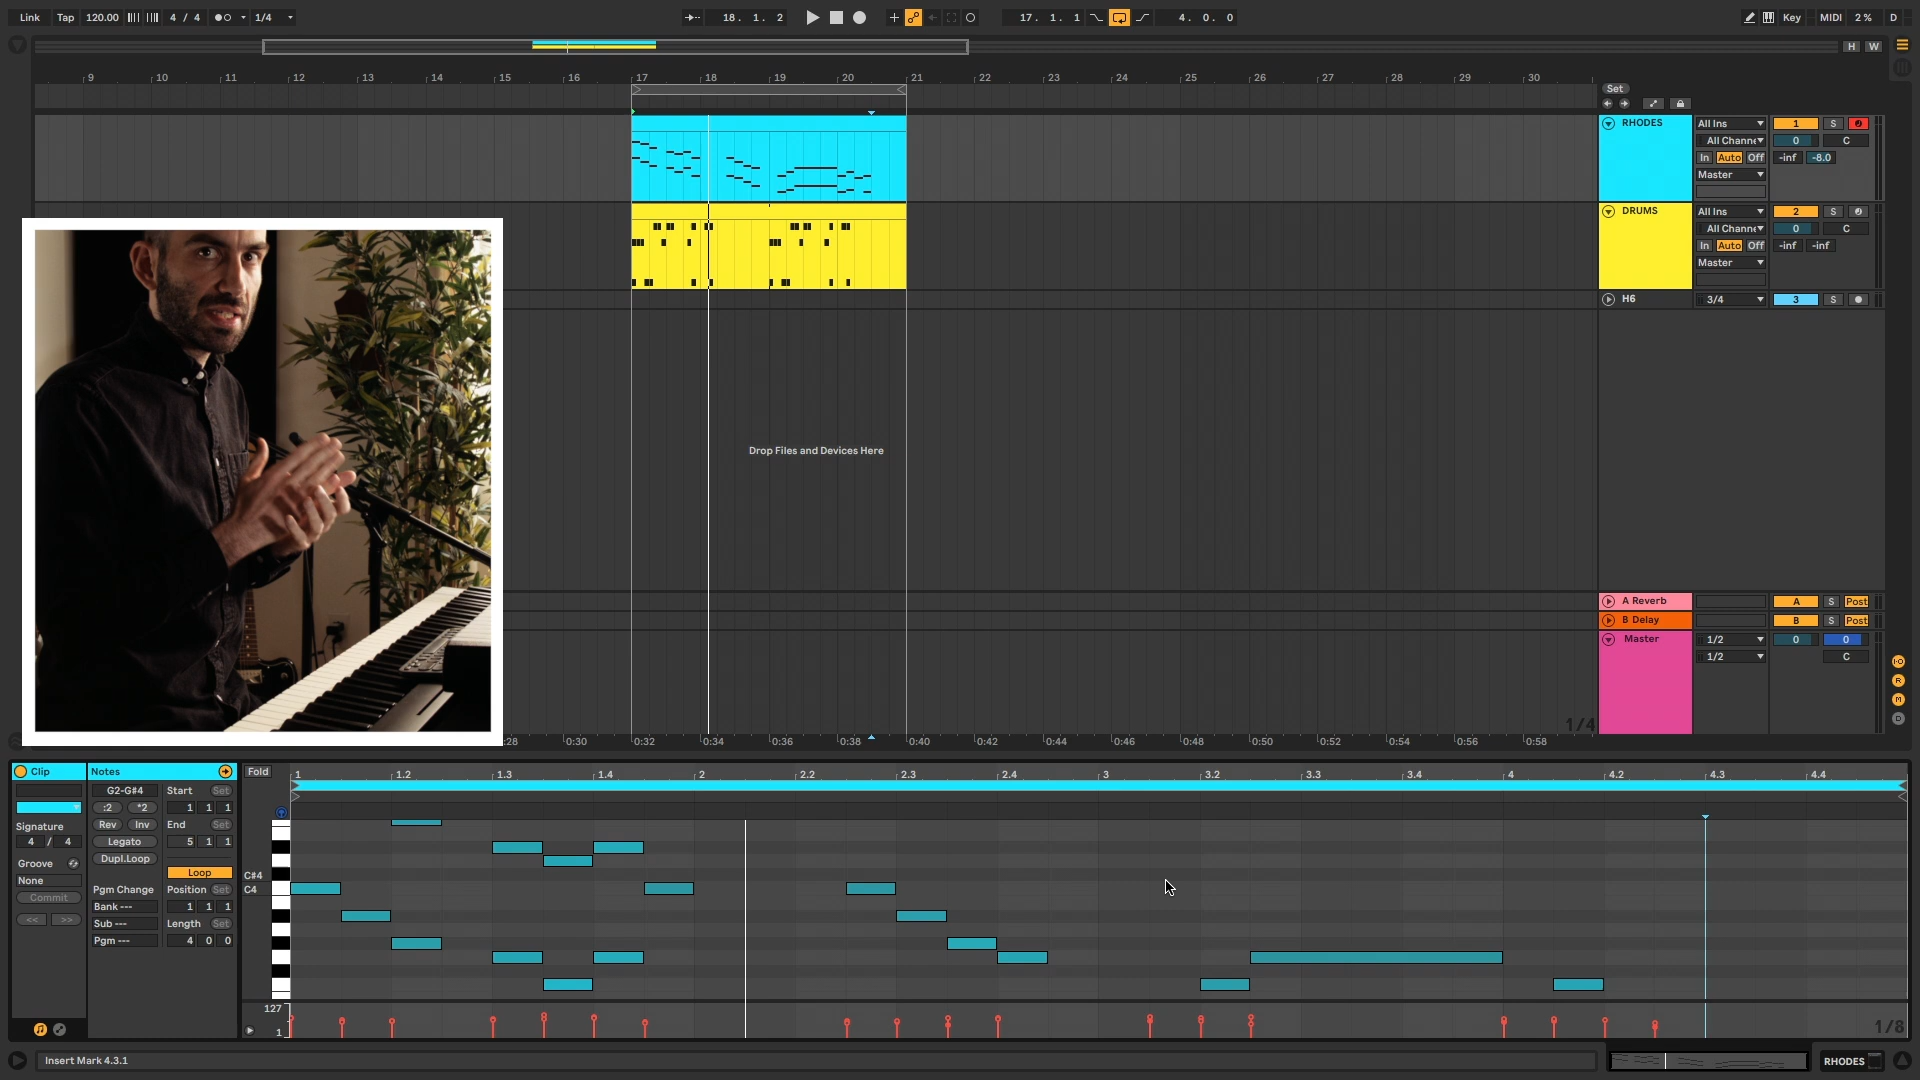 Link Tap 120.00 4 / 4 1/4 18. 1. 2 17. 1. 1 4. 0. 0 Key MIDI 2 % D
H W
9 10 11 12 13 14 15 16 17 18 19 20 21 22 23 24 25 26 27 28 29 30
Set
RHODES All Ins 1 S
All Channe 0 C
In Auto Off -inf -8.0
Master
DRUMS All Ins 2 S
All Channe 0 C
In Auto Off -inf -inf
Master
H6 3/4 3 S
Drop Files and Devices Here
A Reverb A S Post
B Delay B S Post
Master 1/2 0 0
1/2 C
1/4
:28 0:30 0:32 0:34 0:36 0:38 0:40 0:42 0:44 0:46 0:48 0:50 0:52 0:54 0:56 0:58
Clip Notes Fold 1 1.2 1.3 1.4 2 2.2 2.3 2.4 3 3.2 3.3 3.4 4 4.2 4.3 4.4
G2-G#4 Start Set
:2 *2 1 1 1
Signature Rev Inv End Set
4 / 4 Legato 5 1 1
Groove Dupl.Loop
None Loop C#4
Commit Pgm Change Position Set C4
<< >> Bank --- 1 1 1
Sub --- Length Set
Pgm --- 4 0 0
127
1 1/8
Insert Mark 4.3.1 RHODES